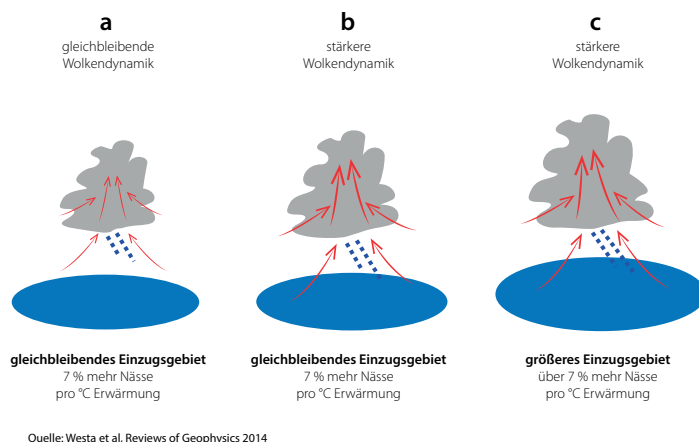 a
gleichbleibende
Wolkendynamik
b
stärkere
Wolkendynamik
c
stärkere
Wolkendynamik
gleichbleibendes Einzugsgebiet
7 % mehr Nässe
pro °C Erwärmung
gleichbleibendes Einzugsgebiet
7 % mehr Nässe
pro °C Erwärmung
größeres Einzugsgebiet
über 7 % mehr Nässe
pro °C Erwärmung
Quelle: Westa et al. Reviews of Geophysics 2014